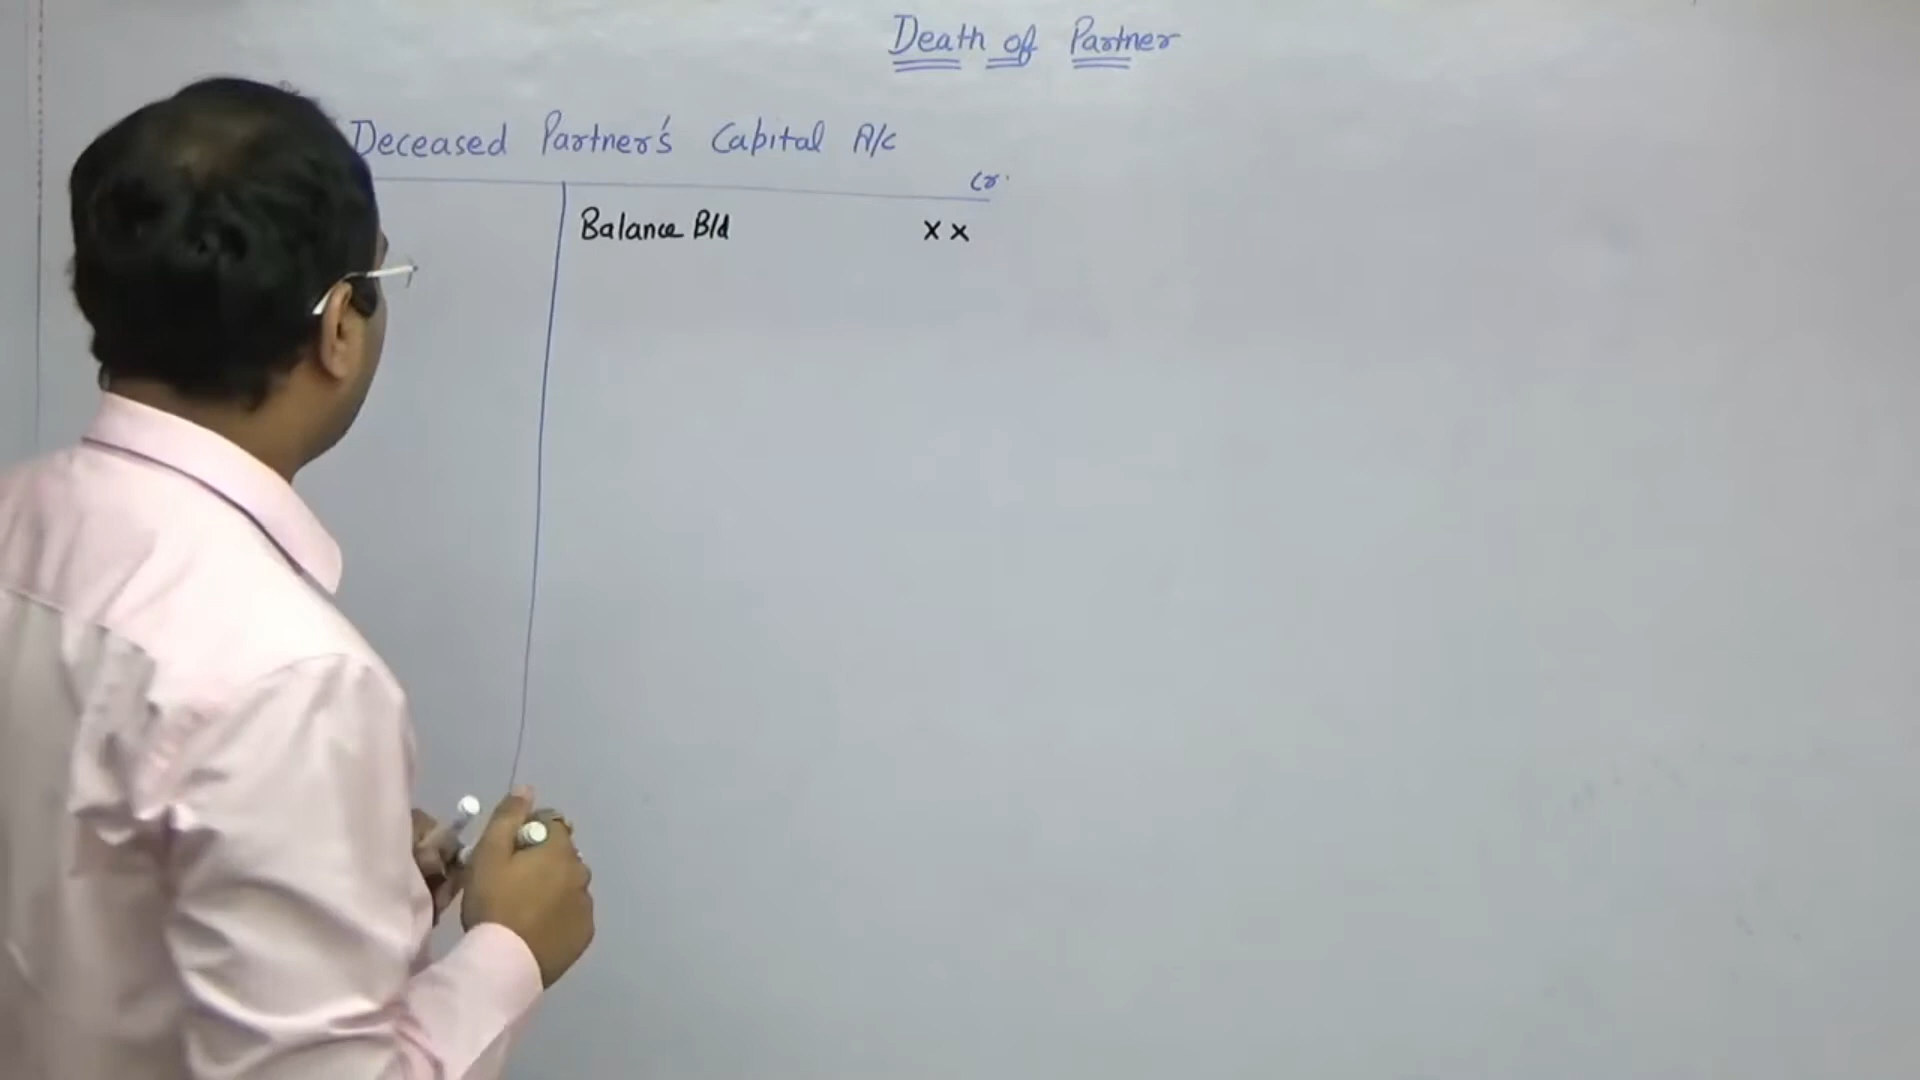 Death of Partner
Deceased Partner's Capital A/c
Cr.
Balance B/d x x